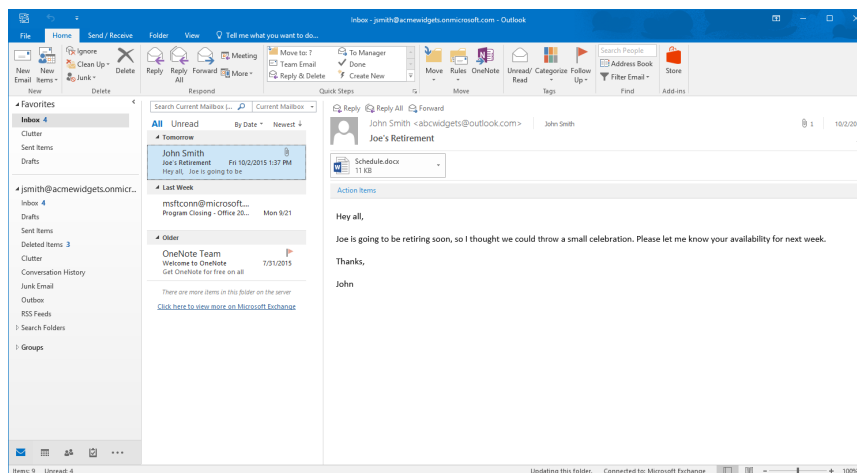 Inbox - jsmith@acmewidgets.onmicrosoft.com - Outlook
File Home Send / Receive Folder View Tell me what you want to do...
New Email
New Items
Ignore
Clean Up
Junk
Delete
Reply
Reply All
Forward
Meeting
More
Move to: ?
Team Email
Reply & Delete
To Manager
Done
Create New
Move
Rules
OneNote
Unread/ Read
Categorize
Follow Up
Search People
Address Book
Filter Email
Store
New Delete Respond Quick Steps Move Tags Find Add-ins
Favorites
Inbox 4
Clutter
Sent Items
Drafts
jsmith@acmewidgets.onmicr...
Inbox 4
Drafts
Sent Items
Deleted Items 3
Clutter
Conversation History
Junk Email
Outbox
RSS Feeds
Search Folders
Groups
Search Current Mailbox (... Current Mailbox
All Unread By Date Newest
Tomorrow
John Smith
Joe's Retirement Fri 10/2/2015 1:37 PM
Hey all, Joe is going to be
Last Week
msftconn@microsoft....
Program Closing - Office 20... Mon 9/21
Older
OneNote Team
Welcome to OneNote 7/31/2015
Get OneNote for free on all
There are more items in this folder on the server
Click here to view more on Microsoft Exchange
Reply Reply All Forward
John Smith <abcwidgets@outlook.com> John Smith 1 10/2/20
Joe's Retirement
Schedule.docx
11 KB
Action Items
Hey all,
Joe is going to be retiring soon, so I thought we could throw a small celebration. Please let me know your availability for next week.
Thanks,
John
Items: 9 Unread: 4 Updating this folder. Connected to: Microsoft Exchange 100%